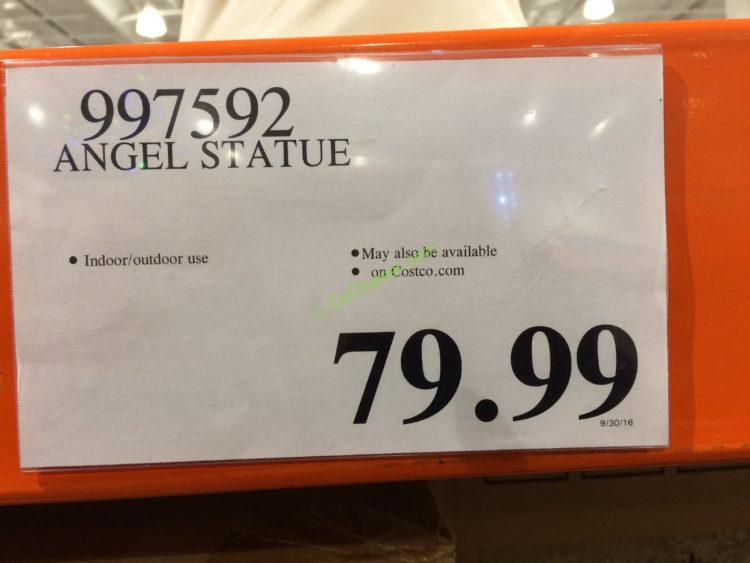 997592
ANGEL STATUE
• Indoor/outdoor use
• May also be available
• on Costco.com
79.99
9/30/16